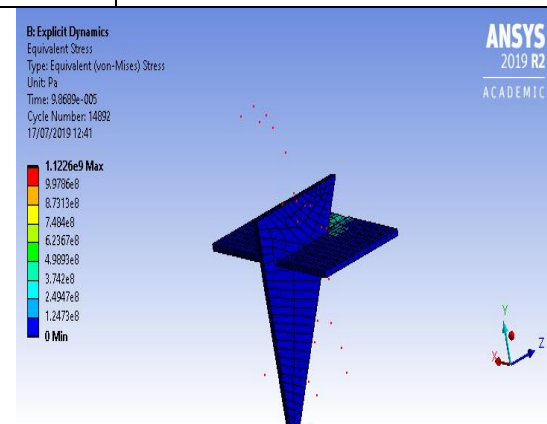 B: Explicit Dynamics
Equivalent Stress
Type: Equivalent (von-Mises) Stress
Unit: Pa
Time: 9.8689e-005
Cycle Number: 14892
17/07/2019 12:41
1.1226e9 Max
9.9786e8
8.7313e8
7.484e8
6.2367e8
4.9893e8
3.742e8
2.4947e8
1.2473e8
0 Min
ANSYS
2019 R2
ACADEMIC
Y
X
Z